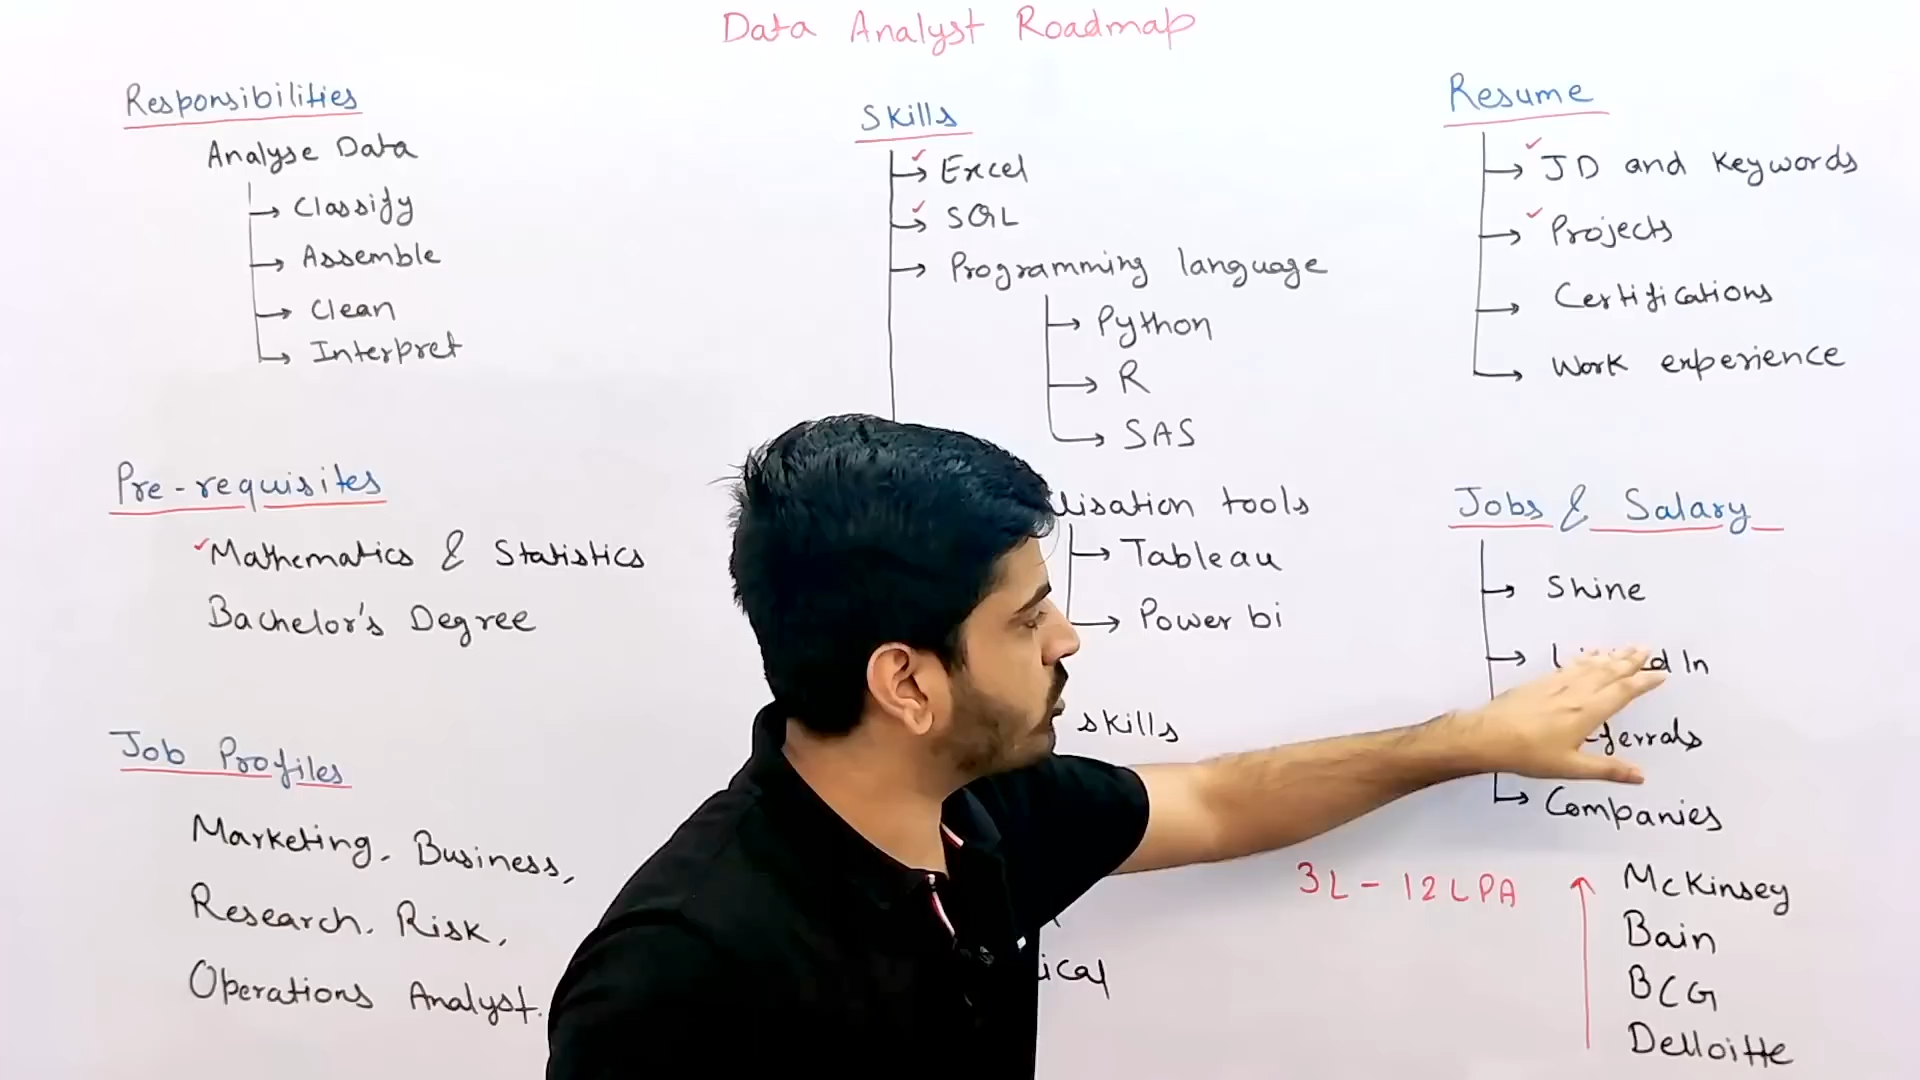 Data Analyst Roadmap
Responsibilities
Analyse Data
Classify
Assemble
Clean
Interpret
Pre-requisites
Mathematics & Statistics
Bachelor's Degree
Job Profiles
Marketing, Business,
Research, Risk,
Operations Analyst.
Skills
Excel
SQL
Programming language
Python
R
SAS
lisation tools
Tableau
Power bi
skills
ical
Resume
JD and Keywords
Projects
Certifications
Work experience
Jobs & Salary
Shine
In
ferrals
Companies
3L - 12 LPA
McKinsey
Bain
BCG
Delloitte